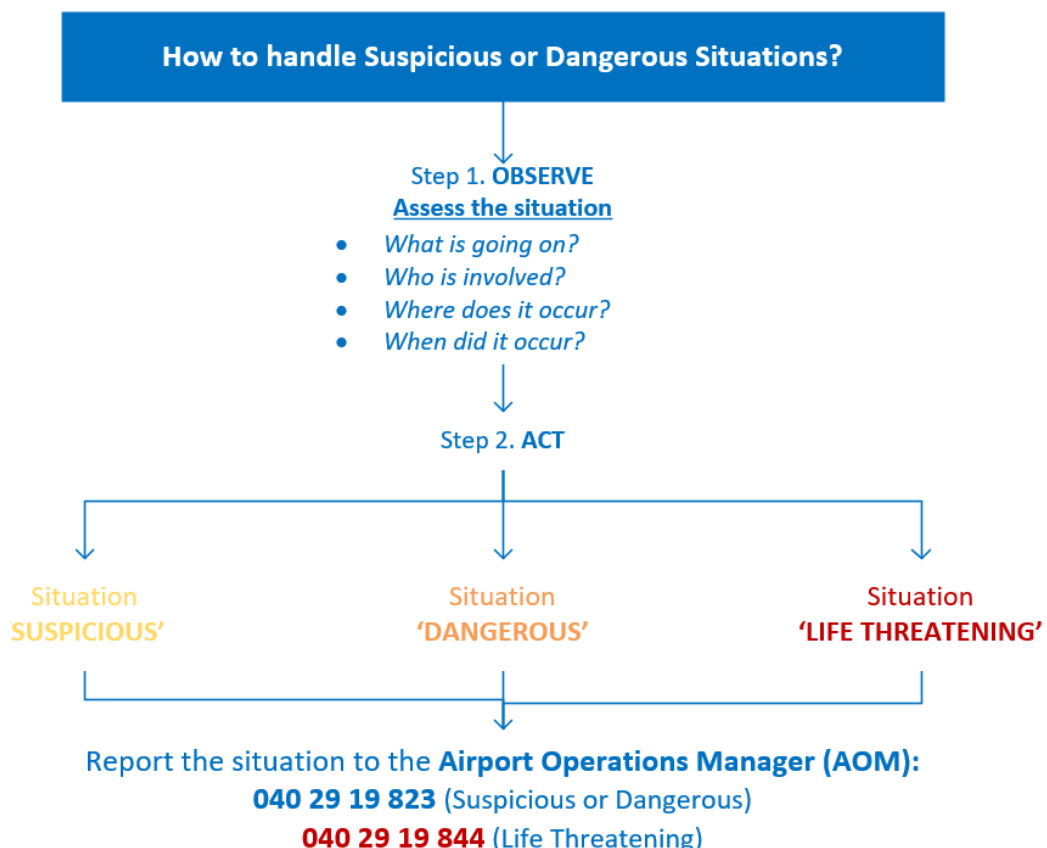 How to handle Suspicious or Dangerous Situations?
Step 1. OBSERVE
Assess the situation
• What is going on?
• Who is involved?
• Where does it occur?
• When did it occur?
Step 2. ACT
Situation
SUSPICIOUS’
Situation
‘DANGEROUS’
Situation
‘LIFE THREATENING’
Report the situation to the Airport Operations Manager (AOM):
040 29 19 823 (Suspicious or Dangerous)
040 29 19 844 (Life Threatening)